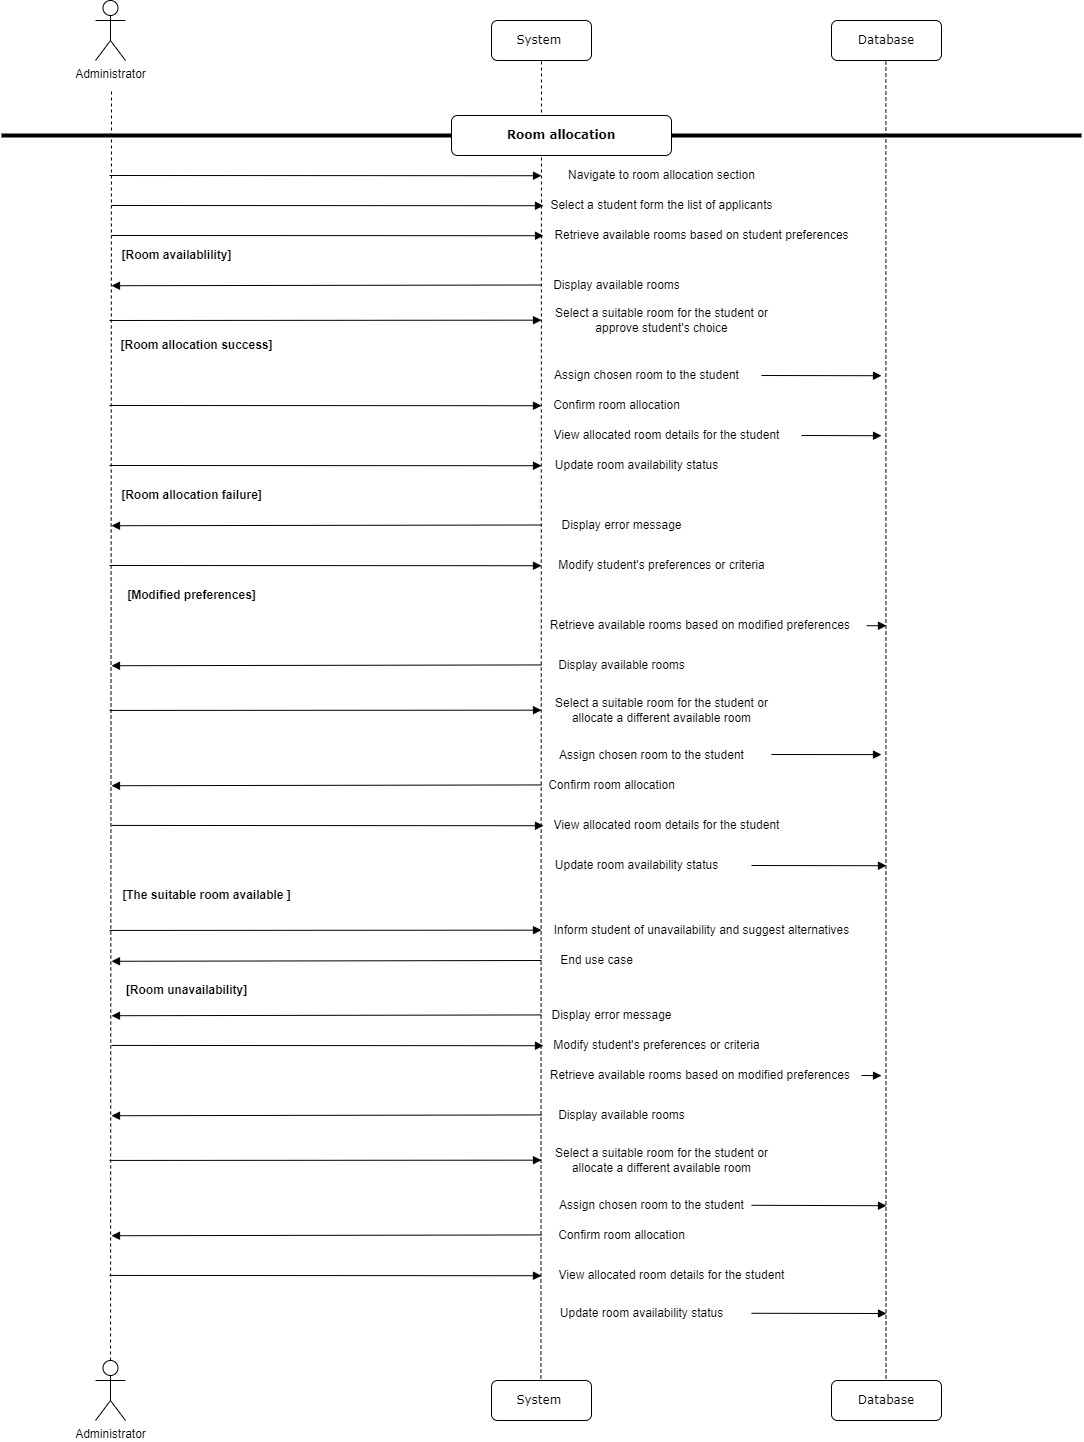 System
Database
Administrator
Room allocation
Navigate to room allocation section
Select a student form the list of applicants
Retrieve available rooms based on student preferences
[Room availablility]
Display available rooms
Select a suitable room for the student or
approve student's choice
[Room allocation success]
Assign chosen room to the student
Confirm room allocation
View allocated room details for the student
Update room availability status
[Room allocation failure]
Display error message
Modify student's preferences or criteria
[Modified preferences]
Retrieve available rooms based on modified preferences
Display available rooms
Select a suitable room for the student or
allocate a different available room
Assign chosen room to the student
Confirm room allocation
View allocated room details for the student
Update room availability status
[The suitable room available ]
Inform student of unavailability and suggest alternatives
End use case
[Room unavailability]
Display error message
Modify student's preferences or criteria
Retrieve available rooms based on modified preferences
Display available rooms
Select a suitable room for the student or
allocate a different available room
Assign chosen room to the student
Confirm room allocation
View allocated room details for the student
Update room availability status
System
Database
Administrator